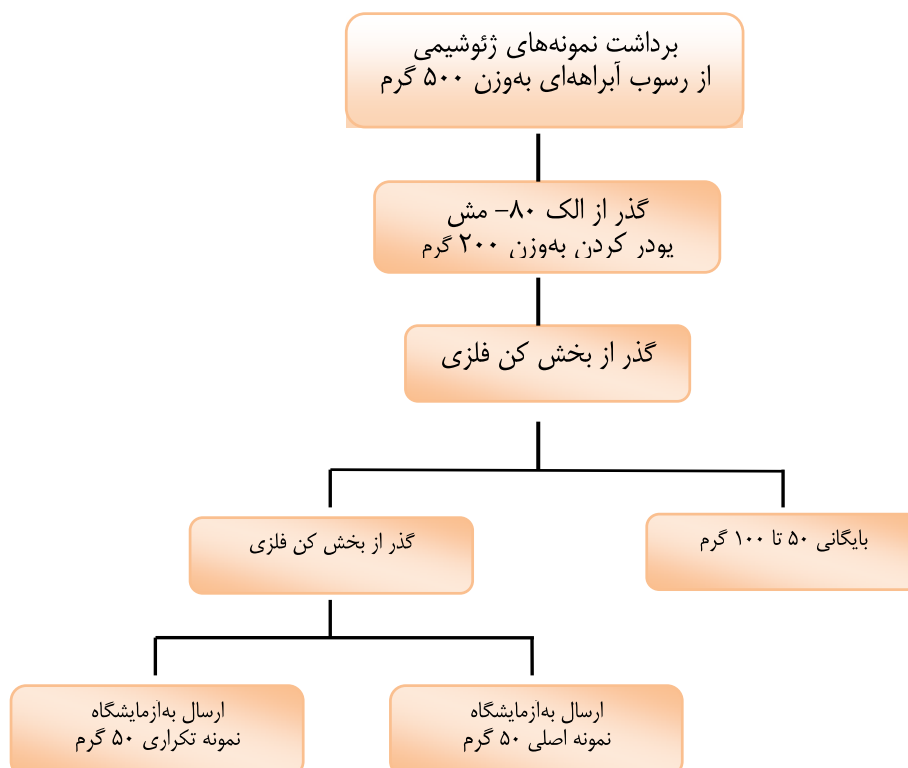 برداشت نمونه‌های ژئوشیمی
از رسوب آبراهه‌ای به‌وزن ۵۰۰ گرم
گذر از الک ۸۰- مش
پودر کردن به‌وزن ۲۰۰ گرم
گذر از بخش کن فلزی
بایگانی ۵۰ تا ۱۰۰ گرم
گذر از بخش کن فلزی
ارسال به‌آزمایشگاه
نمونه اصلی ۵۰ گرم
ارسال به‌آزمایشگاه
نمونه تکراری ۵۰ گرم